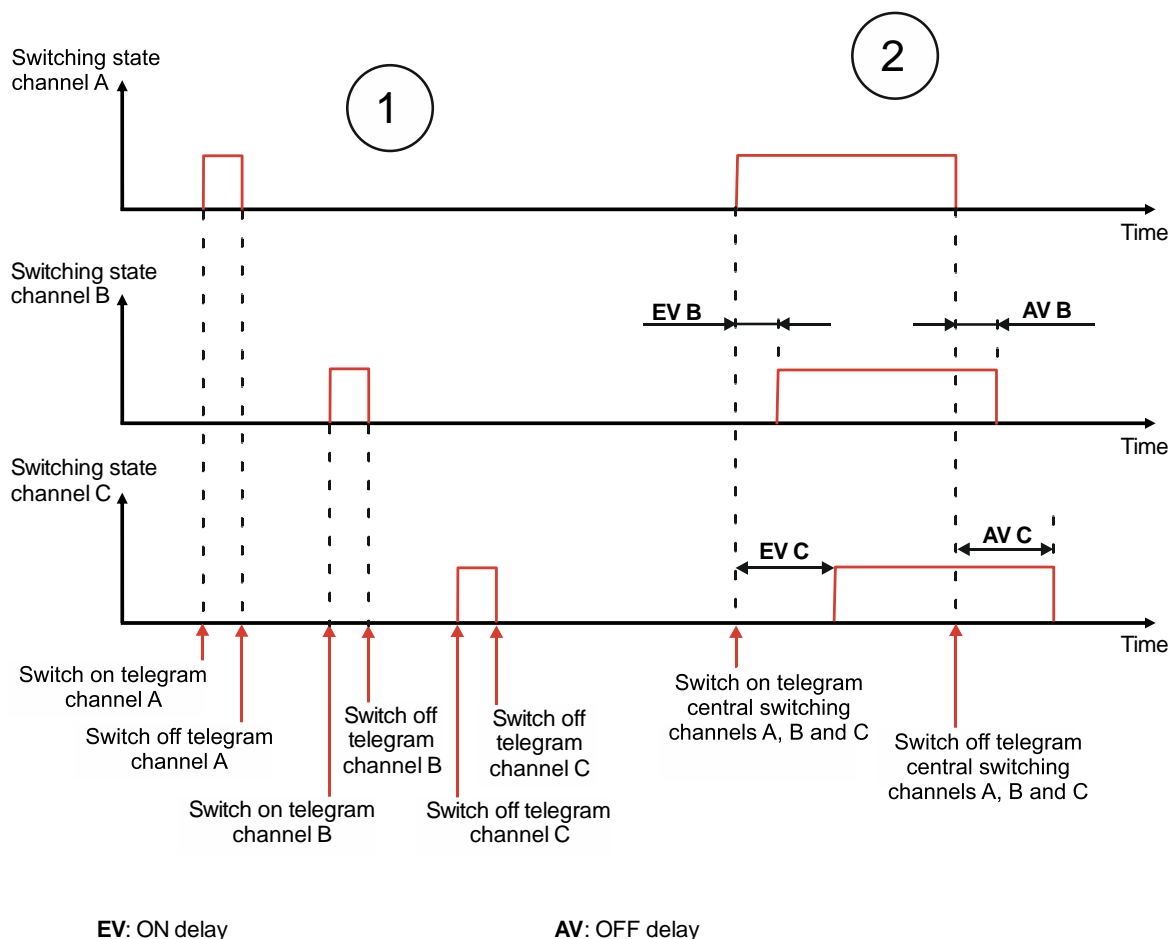 Switching state
channel A
1
2
Time
Switching state
channel B
EV B
AV B
Time
Switching state
channel C
EV C
AV C
Time
Switch on telegram
channel A
Switch off telegram
channel A
Switch on telegram
channel B
Switch off
telegram
channel B
Switch off telegram
channel C
Switch off
telegram
channel C
Switch on telegram
central switching
channels A, B and C
Switch off telegram
central switching
channels A, B and C
EV: ON delay
AV: OFF delay